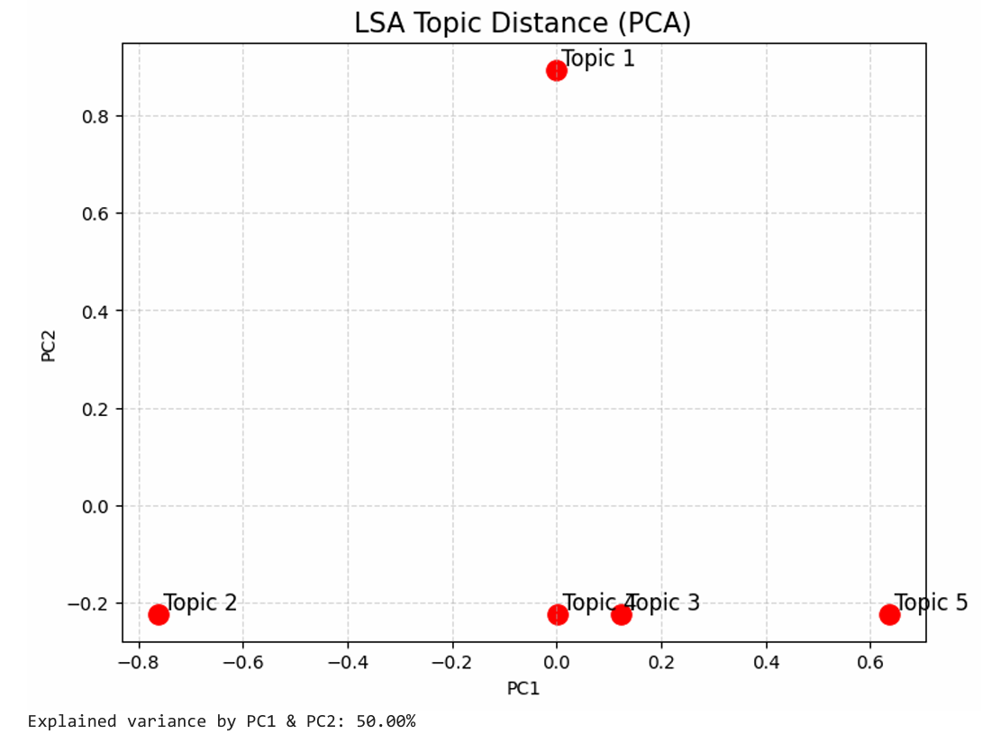 LSA Topic Distance (PCA)
Topic 1
0.8
0.6
0.4
PC2
0.2
0.0
−0.2
Topic 2
Topic 4
Topic 3
Topic 5
−0.8 −0.6 −0.4 −0.2 0.0 0.2 0.4 0.6
PC1
Explained variance by PC1 & PC2: 50.00%